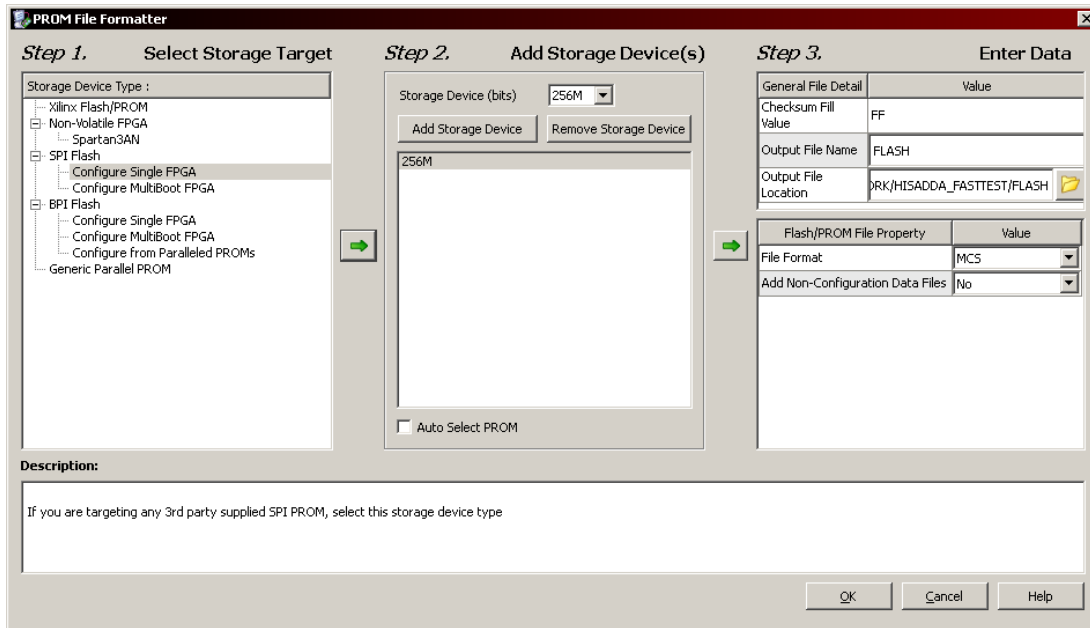 PROM File Formatter
Step 1. Select Storage Target
Storage Device Type :
Xilinx Flash/PROM
Non-Volatile FPGA
Spartan3AN
SPI Flash
Configure Single FPGA
Configure MultiBoot FPGA
BPI Flash
Configure Single FPGA
Configure MultiBoot FPGA
Configure from Paralleled PROMs
Generic Parallel PROM
Step 2. Add Storage Device(s)
Storage Device (bits) 256M
Add Storage Device Remove Storage Device
256M
Auto Select PROM
Step 3. Enter Data
General File Detail Value
Checksum Fill
Value FF
Output File Name FLASH
Output File
Location ORK/HISADDA_FASTTEST/FLASH
Flash/PROM File Property Value
File Format MCS
Add Non-Configuration Data Files No
Description:
If you are targeting any 3rd party supplied SPI PROM, select this storage device type
OK Cancel Help